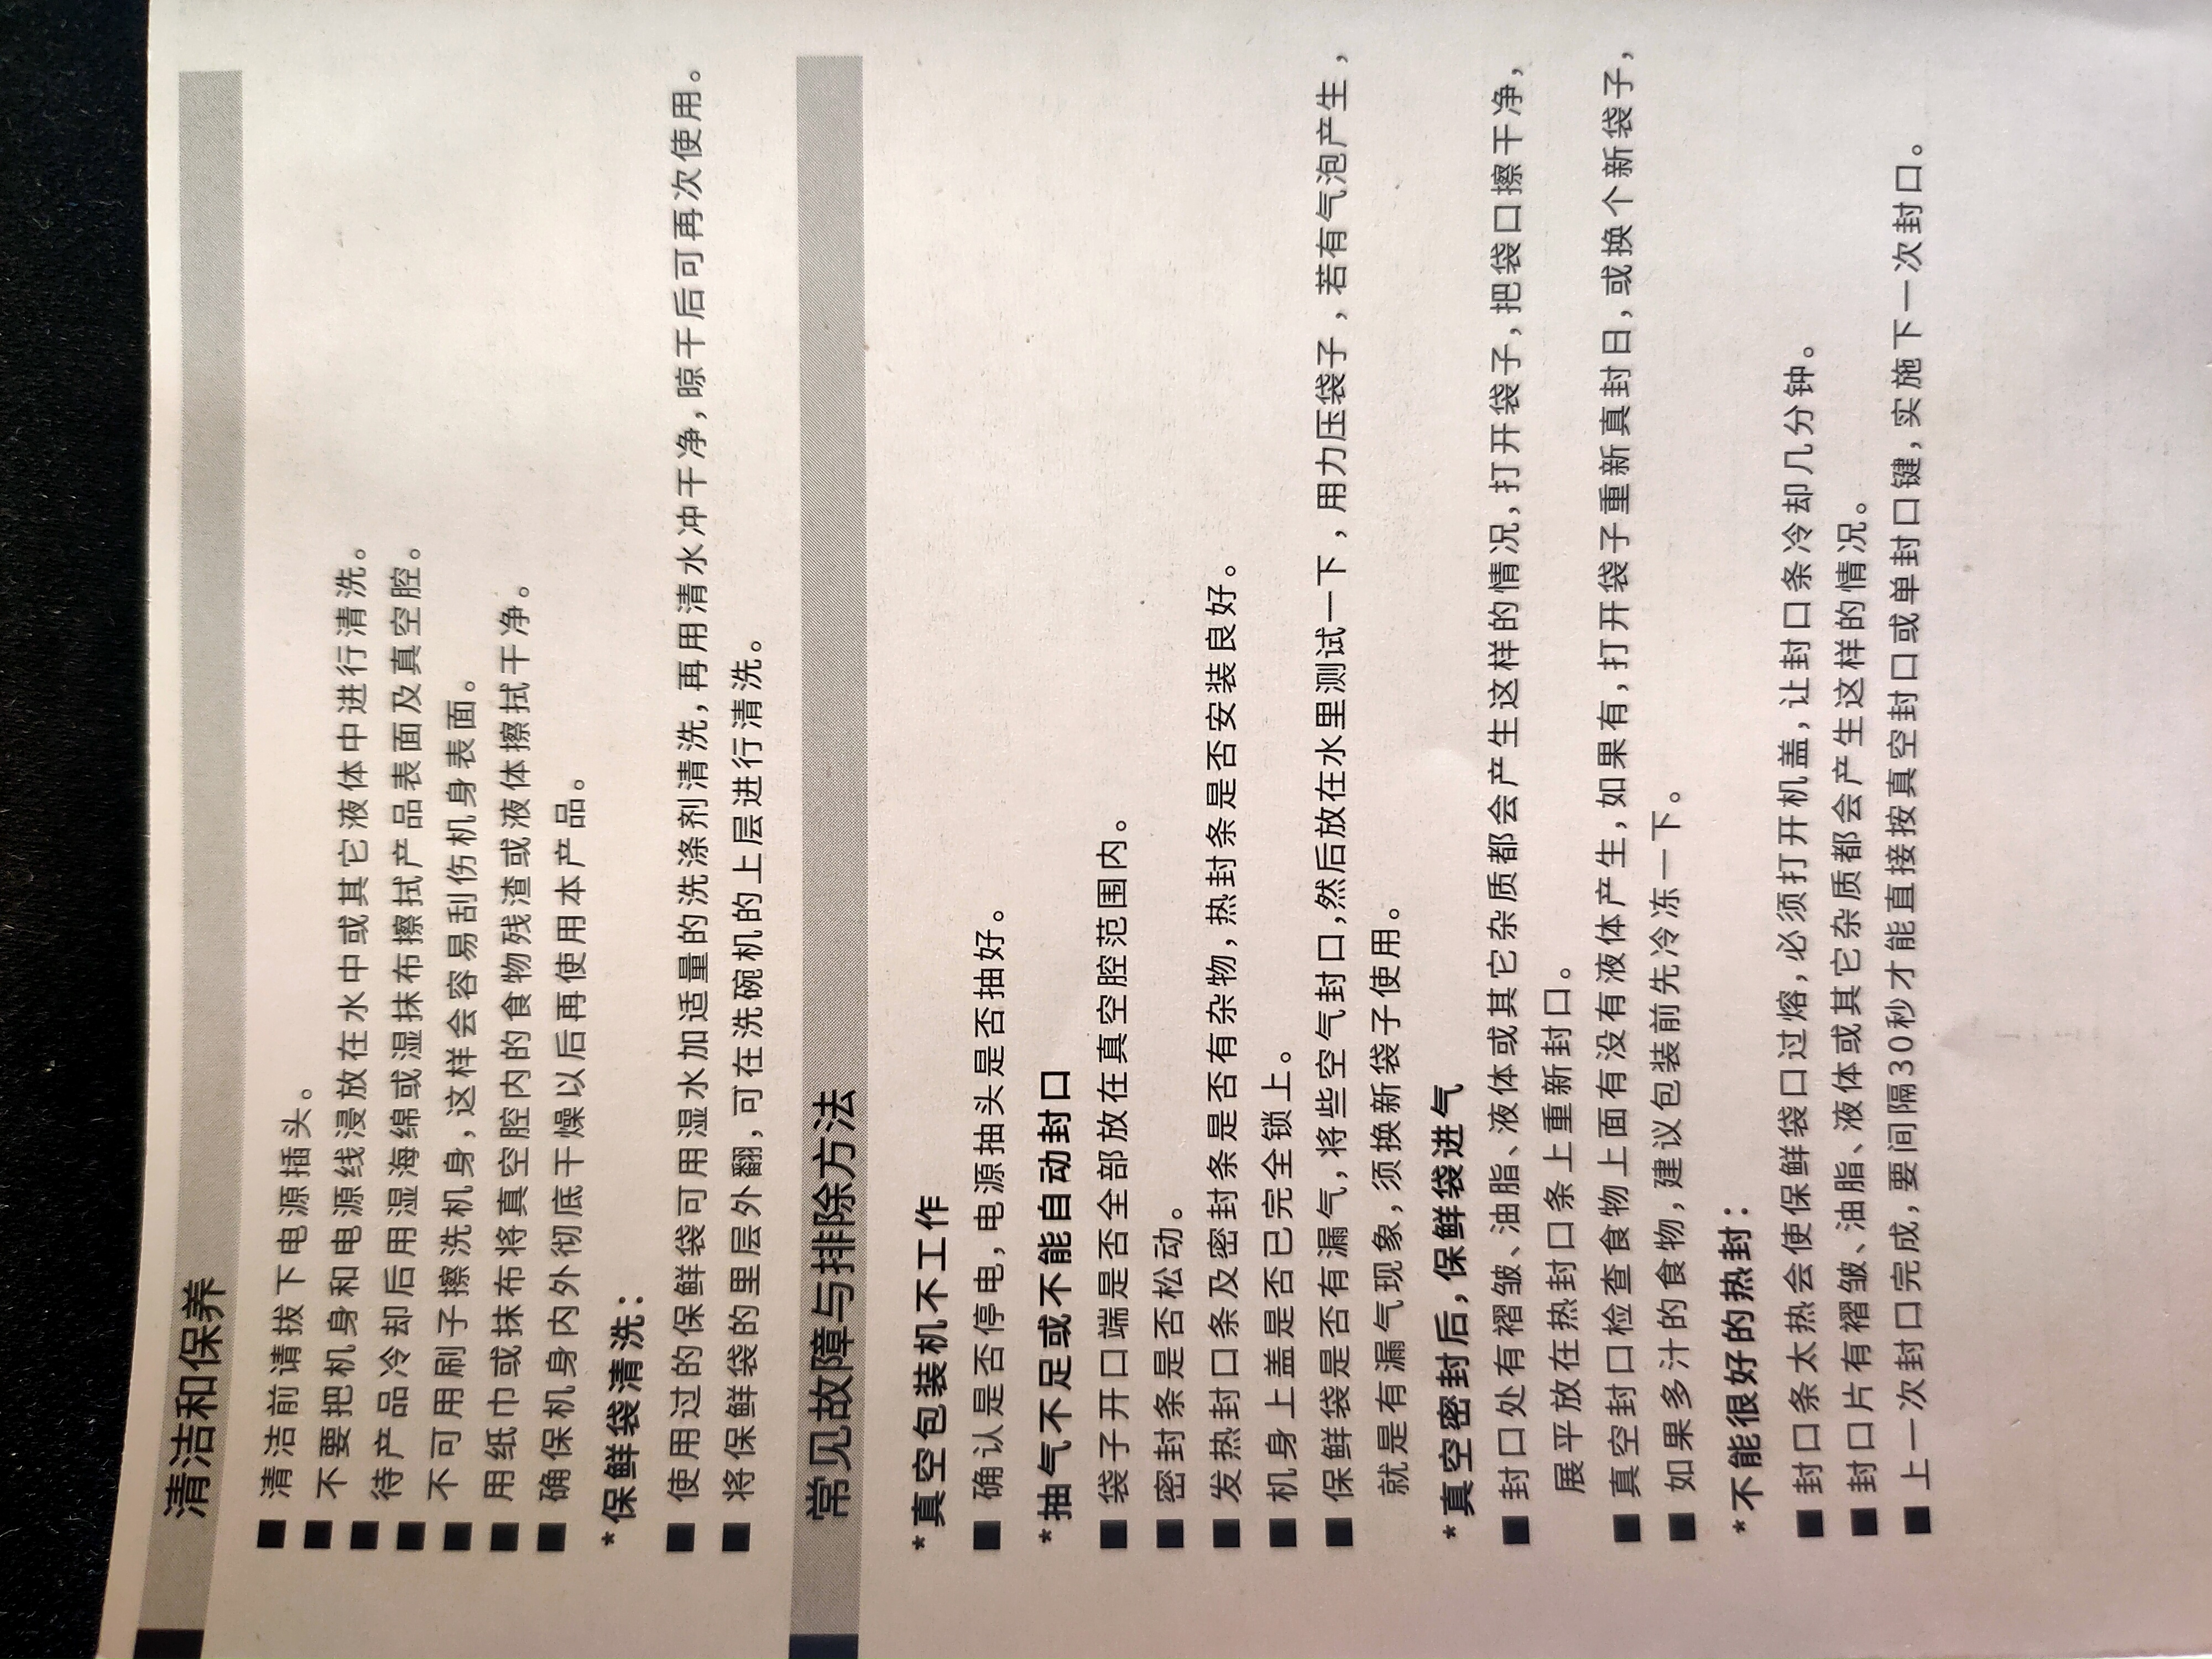 清洁和保养
■ 清洁前请拔下电源插头。
■ 不要把机身和电源线浸放在水中或其它液体中进行清洗。
■ 待产品冷却后用湿海绵或湿抹布擦拭产品表面及真空腔。
■ 不可用刷子擦洗机身,这样会容易刮伤机身表面。
■ 用纸巾或抹布将真空腔内的食物残渣或液体擦拭干净。
■ 确保机身内外彻底干燥以后再使用本产品。
*保鲜袋清洗:
■ 使用过的保鲜袋可用湿水加适量的洗涤剂清洗,再用清水冲干净,晾干后可再次使用。
■ 将保鲜袋的里层外翻,可在洗碗机的上层进行清洗。
常见故障与排除方法
*真空包装机不工作
■ 确认是否停电,电源抽头是否抽好。
*抽气不足或不能自动封口
■ 袋子开口端是否全部放在真空腔范围内。
■ 密封条是否松动。
■ 发热封口条及密封条是否有杂物,热封条是否安装良好。
■ 机身上盖是否已完全锁上。
■ 保鲜袋是否有漏气,将些空气封口,然后放在水里测试一下,用力压袋子,若有气泡产生,
就是有漏气现象,须换新袋子使用。
*真空密封后,保鲜袋进气
■ 封口处有褶皱、油脂、液体或其它杂质都会产生这样的情况,打开袋子,把袋口擦干净,
展平放在热封口条上重新封口。
■ 真空封口检查食物上面有没有液体产生,如果有,打开袋子重新真封日,或换个新袋子,
■ 如果多汁的食物,建议包装前先冷冻一下。
*不能很好的热封:
■ 封口条太热会使保鲜袋口过熔,必须打开机盖,让封口条冷却几分钟。
■ 封口片有褶皱、油脂、液体或其它杂质都会产生这样的情况。
■ 上一次封口完成,要间隔30秒才能直接按真空封口或单封口键,实施下一次封口。